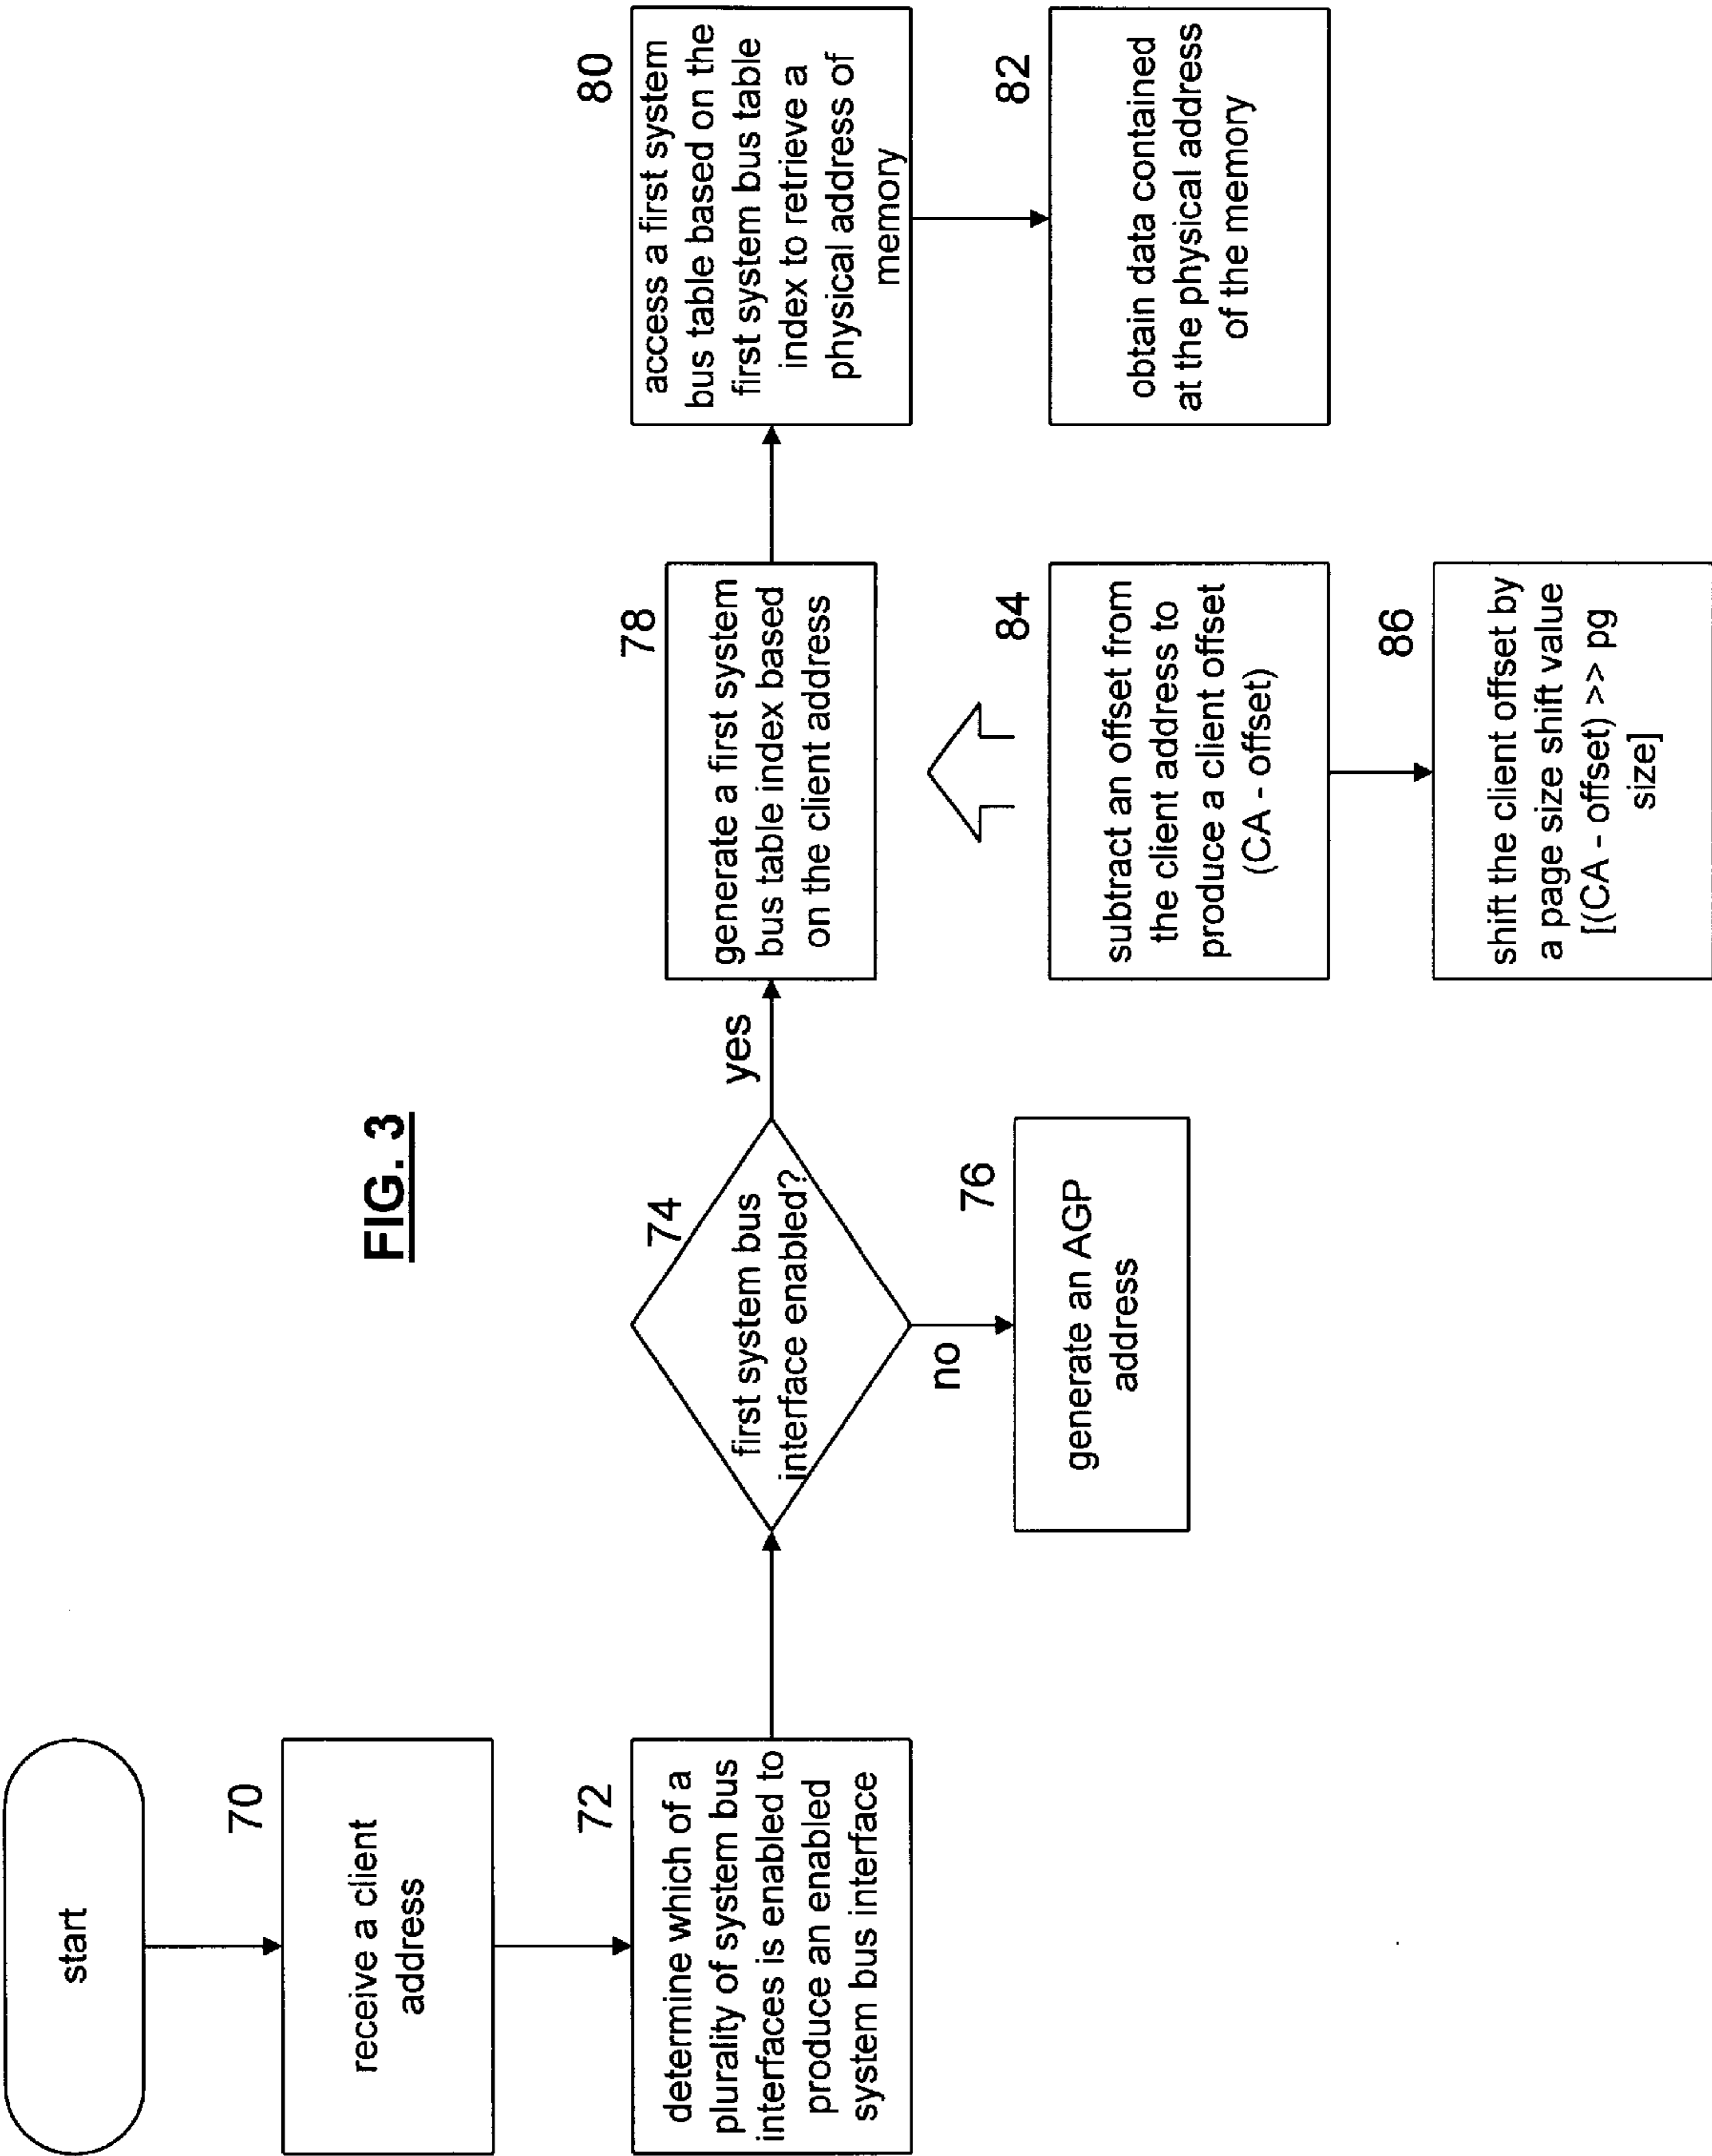 FIG. 3
start
70
receive a client
address
72
determine which of a
plurality of system bus
interfaces is enabled to
produce an enabled
system bus interface
74
first system bus
interface enabled?
yes
no
76
generate an AGP
address
78
generate a first system
bus table index based
on the client address
80
access a first system
bus table based on the
first system bus table
index to retrieve a
physical address of
memory
82
obtain data contained
at the physical address
of the memory
84
subtract an offset from
the client address to
produce a client offset
(CA - offset)
86
shift the client offset by
a page size shift value
[(CA - offset) >> pg
size]